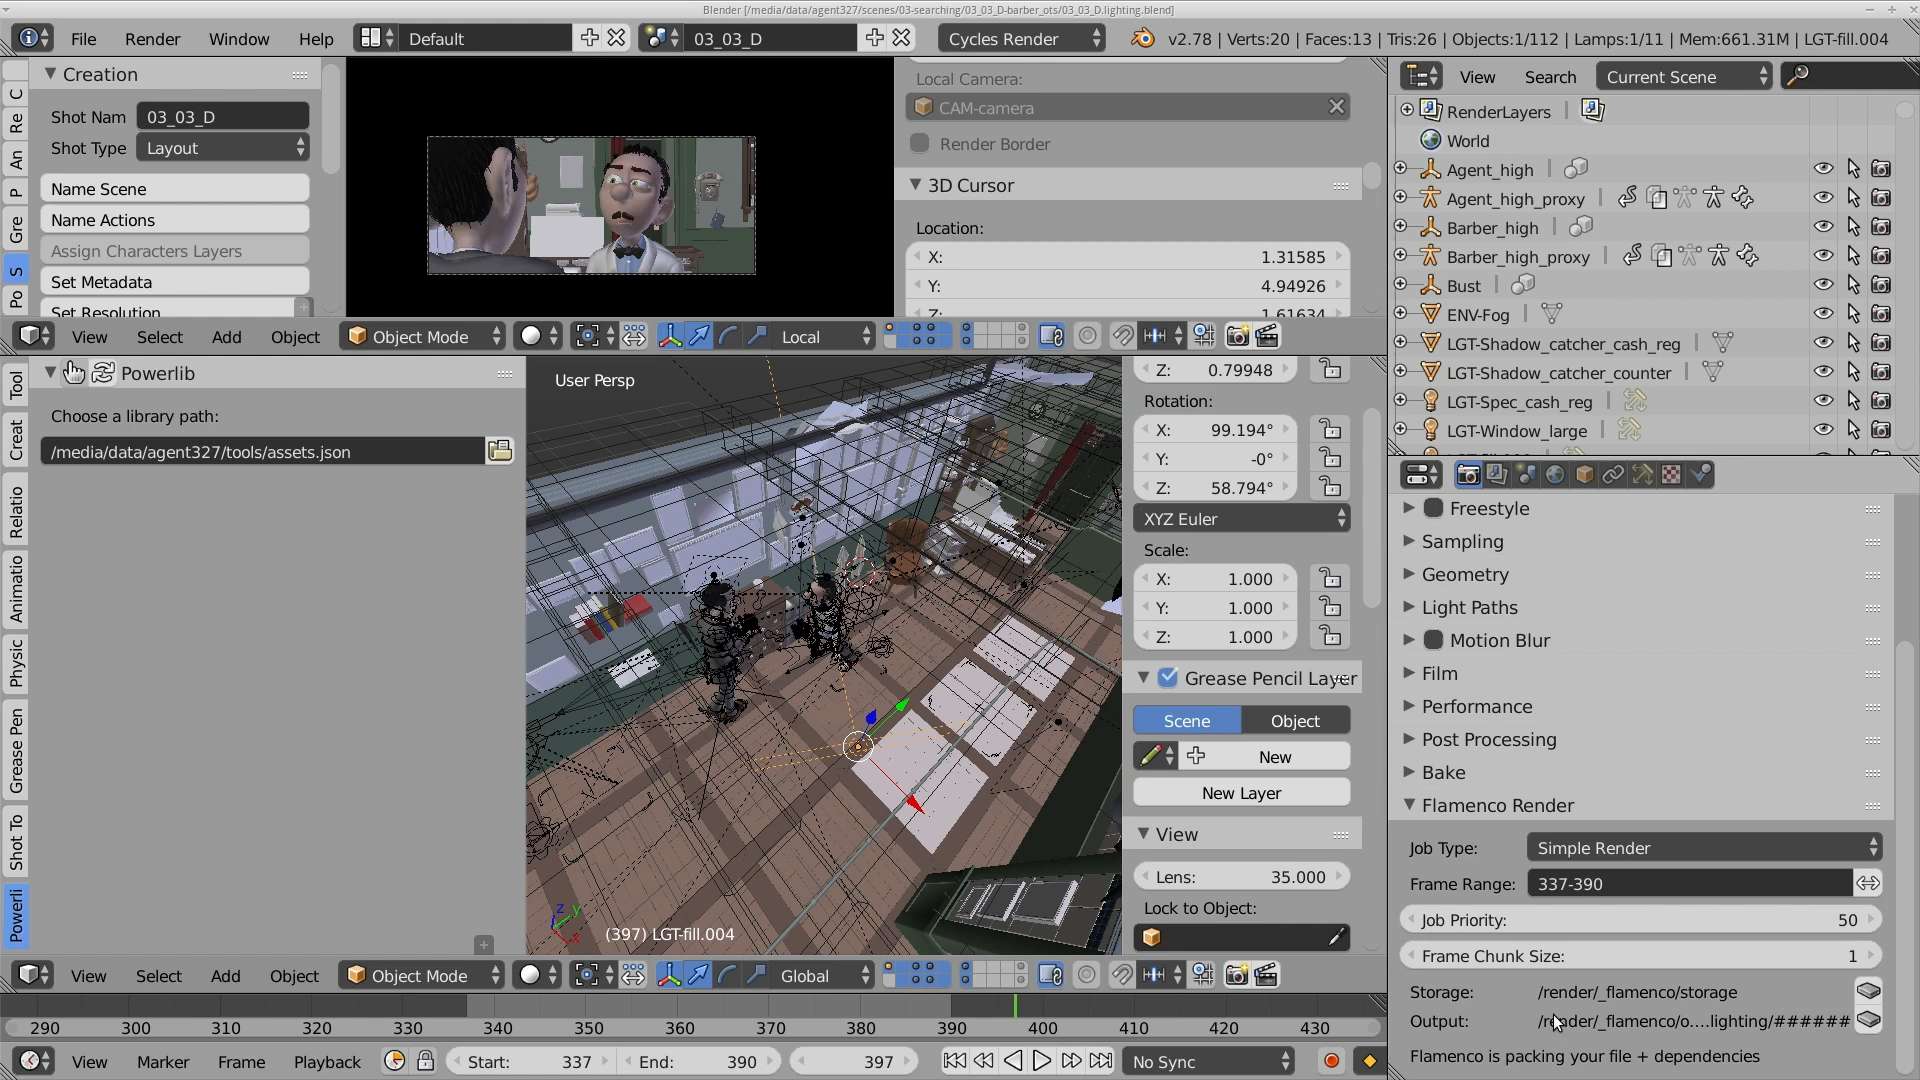 Blender [/media/data/agent327/scenes/03-searching/03_03_D-barber_ots/03_03_D.lighting.blend]
File Render Window Help Default 03_03_D Cycles Render v2.78 | Verts:20 | Faces:13 | Tris:26 | Objects:1/112 | Lamps:1/11 | Mem:661.31M | LGT-fill.004
C
Re
An
P
Gre
S
Po
Creation
Shot Nam 03_03_D
Shot Type Layout
Name Scene
Name Actions
Assign Characters Layers
Set Metadata
Set Resolution
Local Camera:
CAM-camera
Render Border
3D Cursor
Location:
X: 1.31585
Y: 4.94926
Z: 1.61634
View Select Add Object Object Mode Local
View Search Current Scene
RenderLayers
World
Agent_high
Agent_high_proxy
Barber_high
Barber_high_proxy
Bust
ENV-Fog
LGT-Shadow_catcher_cash_reg
LGT-Shadow_catcher_counter
LGT-Spec_cash_reg
LGT-Window_large
Tool
Creat
Relatio
Animatio
Physic
Grease Pen
Shot To
Powerli
Powerlib
Choose a library path:
/media/data/agent327/tools/assets.json
User Persp
z
y
x
(397) LGT-fill.004
Z: 0.79948
Rotation:
X: 99.194°
Y: -0°
Z: 58.794°
XYZ Euler
Scale:
X: 1.000
Y: 1.000
Z: 1.000
Grease Pencil Layer
Scene Object
New
New Layer
View
Lens: 35.000
Lock to Object:
Freestyle
Sampling
Geometry
Light Paths
Motion Blur
Film
Performance
Post Processing
Bake
Flamenco Render
Job Type: Simple Render
Frame Range: 337-390
Job Priority: 50
Frame Chunk Size: 1
Storage: /render/_flamenco/storage
Output: /render/_flamenco/o....lighting/######
Flamenco is packing your file + dependencies
View Select Add Object Object Mode Global
290 300 310 320 330 340 350 360 370 380 390 400 410 420 430
View Marker Frame Playback Start: 337 End: 390 397 No Sync